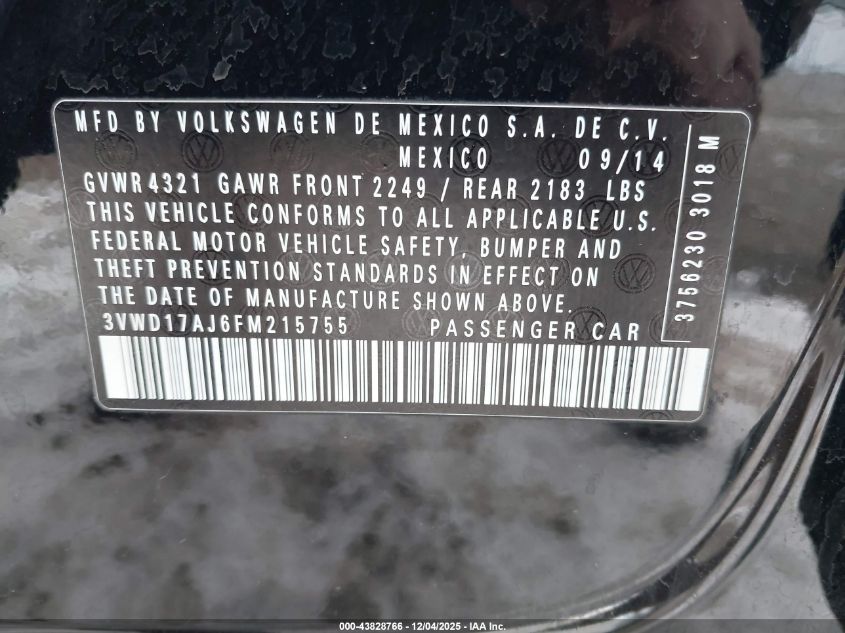 MFD BY VOLKSWAGEN DE MEXICO S.A. DE C.V.
MEXICO 09/14
GVWR 4321 GAWR FRONT 2249 / REAR 2183 LBS
THIS VEHICLE CONFORMS TO ALL APPLICABLE U.S.
FEDERAL MOTOR VEHICLE SAFETY, BUMPER AND
THEFT PREVENTION STANDARDS IN EFFECT ON
THE DATE OF MANUFACTURE SHOWN ABOVE.
3VWD17AJ6FM215755 PASSENGER CAR
3756230 3018 M
000-43828766 - 12/04/2025 - IAA Inc.